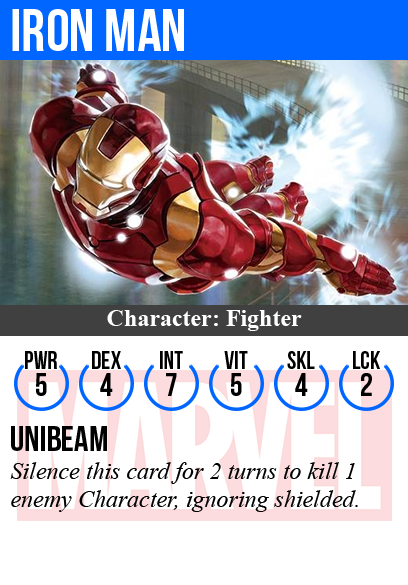 IRON MAN
Character: Fighter
PWR DEX INT VIT SKL LCK
5 4 7 5 4 2
MARVEL
UNIBEAM
Silence this card for 2 turns to kill 1
enemy Character, ignoring shielded.